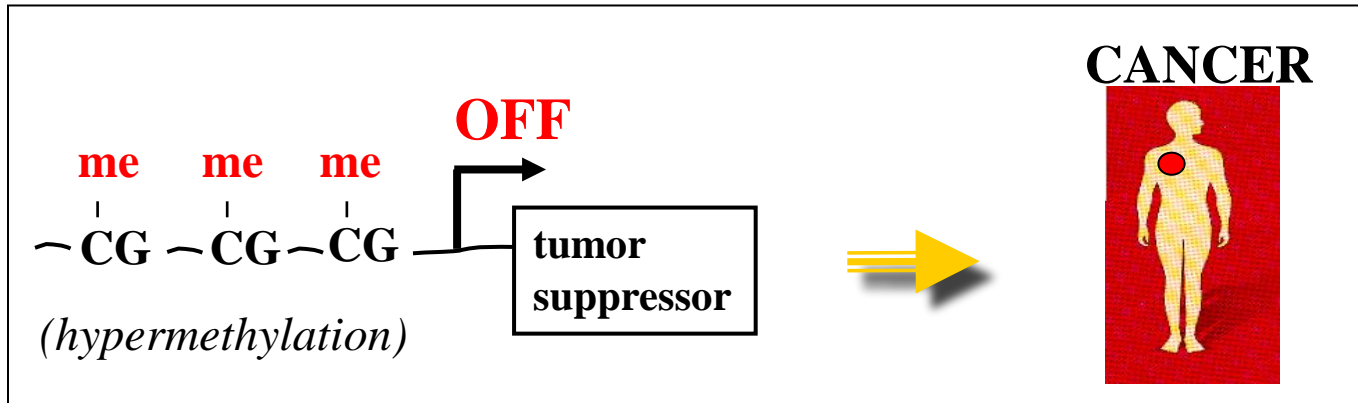 CANCER
OFF
me me me
CG CG CG
tumor
suppressor
(hypermethylation)